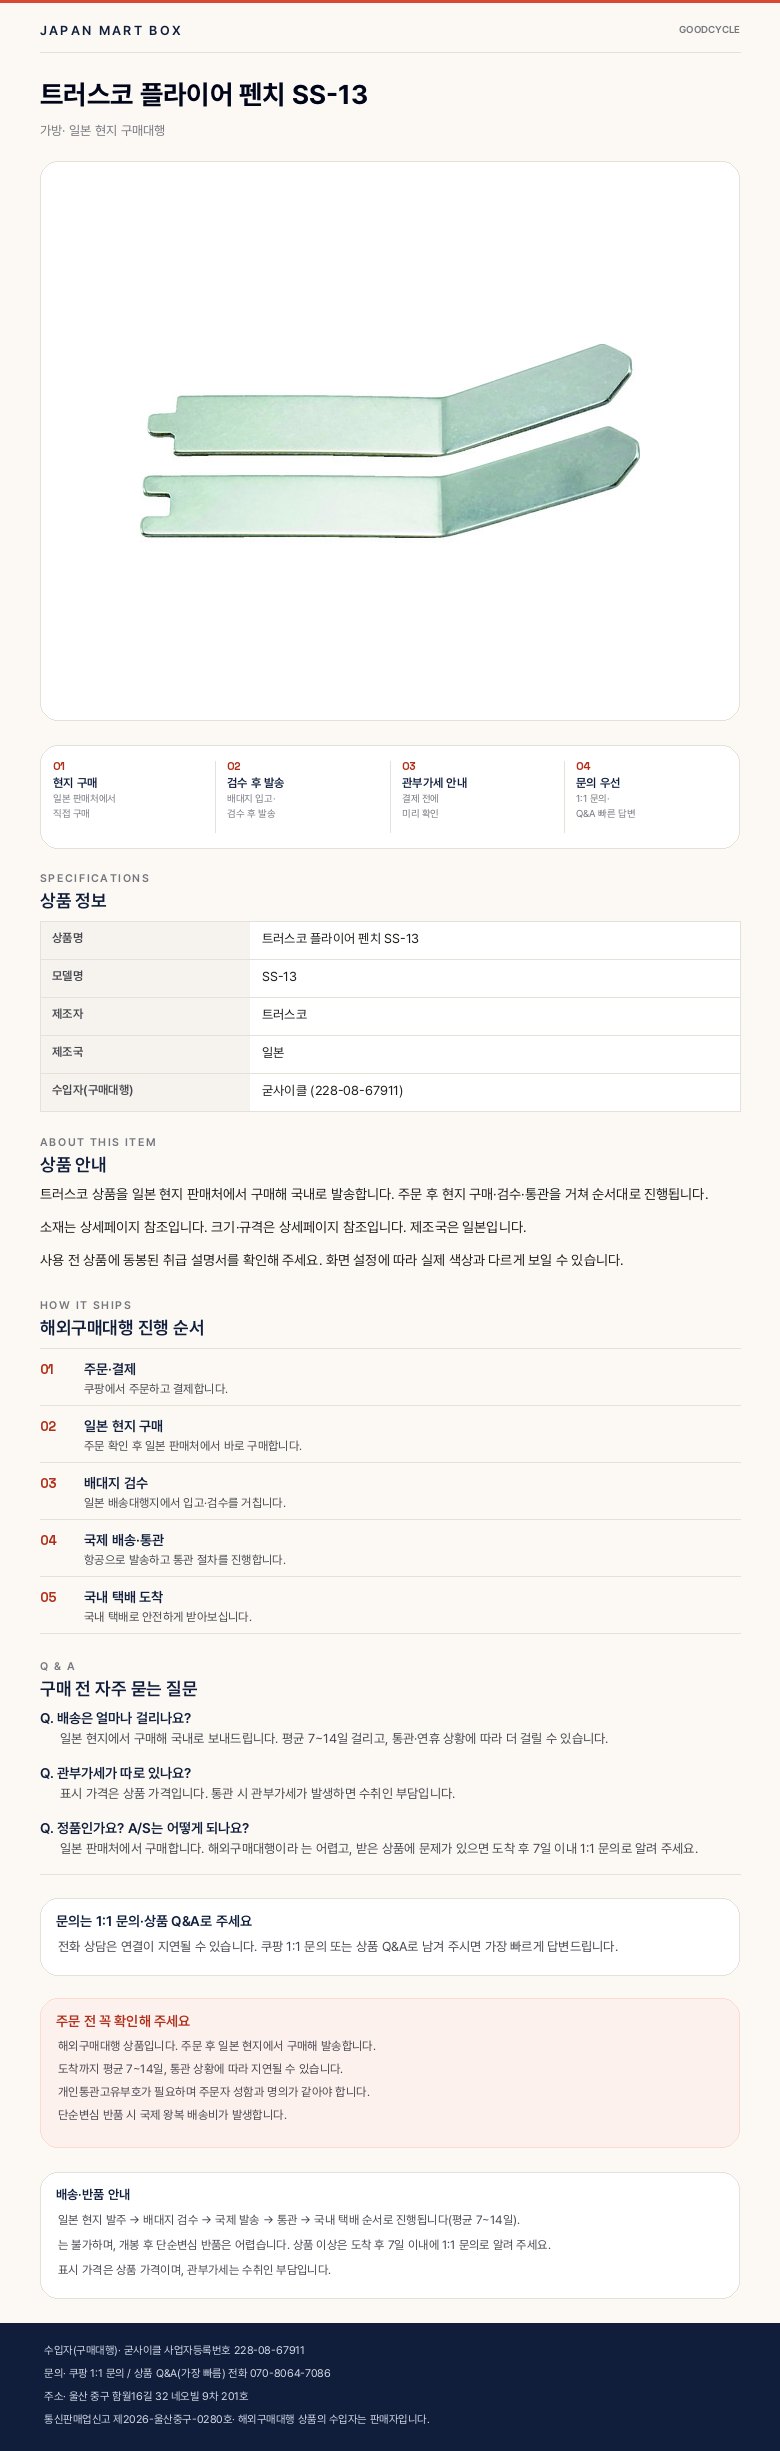 JAPAN MART BOX
GOODCYCLE
트러스코 플라이어 펜치 SS-13
가방· 일본 현지 구매대행
01
현지 구매
일본 판매처에서
직접 구매
02
검수 후 발송
배대지 입고·
검수 후 발송
03
관부가세 안내
결제 전에
미리 확인
04
문의 우선
1:1 문의·
Q&A 빠른 답변
SPECIFICATIONS
상품 정보
상품명 트러스코 플라이어 펜치 SS-13
모델명 SS-13
제조자 트러스코
제조국 일본
수입자(구매대행) 굳사이클 (228-08-67911)
ABOUT THIS ITEM
상품 안내
트러스코 상품을 일본 현지 판매처에서 구매해 국내로 발송합니다. 주문 후 현지 구매·검수·통관을 거쳐 순서대로 진행됩니다.
소재는 상세페이지 참조입니다. 크기·규격은 상세페이지 참조입니다. 제조국은 일본입니다.
사용 전 상품에 동봉된 취급 설명서를 확인해 주세요. 화면 설정에 따라 실제 색상과 다르게 보일 수 있습니다.
HOW IT SHIPS
해외구매대행 진행 순서
01 주문·결제
쿠팡에서 주문하고 결제합니다.
02 일본 현지 구매
주문 확인 후 일본 판매처에서 바로 구매합니다.
03 배대지 검수
일본 배송대행지에서 입고·검수를 거칩니다.
04 국제 배송·통관
항공으로 발송하고 통관 절차를 진행합니다.
05 국내 택배 도착
국내 택배로 안전하게 받아보십니다.
Q & A
구매 전 자주 묻는 질문
Q. 배송은 얼마나 걸리나요?
일본 현지에서 구매해 국내로 보내드립니다. 평균 7~14일 걸리고, 통관·연휴 상황에 따라 더 걸릴 수 있습니다.
Q. 관부가세가 따로 있나요?
표시 가격은 상품 가격입니다. 통관 시 관부가세가 발생하면 수취인 부담입니다.
Q. 정품인가요? A/S는 어떻게 되나요?
일본 판매처에서 구매합니다. 해외구매대행이라 는 어렵고, 받은 상품에 문제가 있으면 도착 후 7일 이내 1:1 문의로 알려 주세요.
문의는 1:1 문의·상품 Q&A로 주세요
전화 상담은 연결이 지연될 수 있습니다. 쿠팡 1:1 문의 또는 상품 Q&A로 남겨 주시면 가장 빠르게 답변드립니다.
주문 전 꼭 확인해 주세요
해외구매대행 상품입니다. 주문 후 일본 현지에서 구매해 발송합니다.
도착까지 평균 7~14일, 통관 상황에 따라 지연될 수 있습니다.
개인통관고유부호가 필요하며 주문자 성함과 명의가 같아야 합니다.
단순변심 반품 시 국제 왕복 배송비가 발생합니다.
배송·반품 안내
일본 현지 발주 → 배대지 검수 → 국제 발송 → 통관 → 국내 택배 순서로 진행됩니다(평균 7~14일).
는 불가하며, 개봉 후 단순변심 반품은 어렵습니다. 상품 이상은 도착 후 7일 이내에 1:1 문의로 알려 주세요.
표시 가격은 상품 가격이며, 관부가세는 수취인 부담입니다.
수입자(구매대행)· 굳사이클 사업자등록번호 228-08-67911
문의· 쿠팡 1:1 문의 / 상품 Q&A(가장 빠름) 전화 070-8064-7086
주소· 울산 중구 함월16길 32 네오빌 9차 201호
통신판매업신고 제2026-울산중구-0280호· 해외구매대행 상품의 수입자는 판매자입니다.